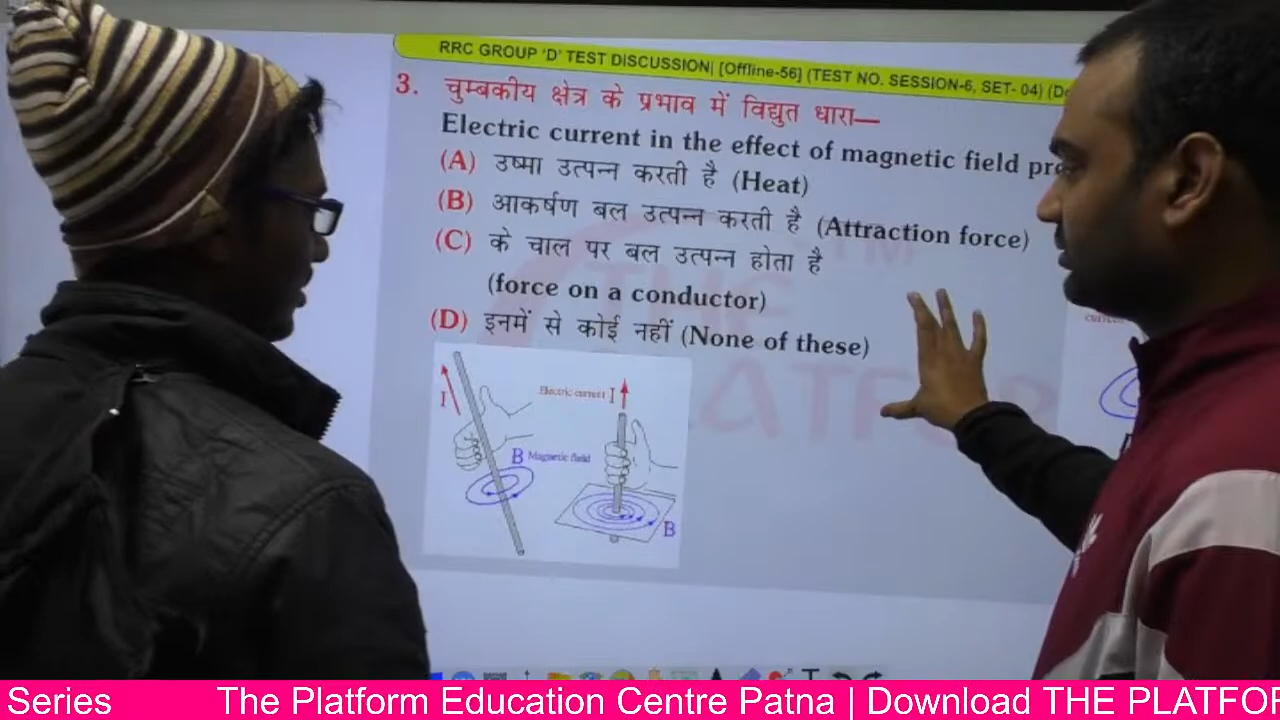 RRC GROUP 'D' TEST DISCUSSION| [Offline-56] (TEST NO. SESSION-6, SET- 04)
3. चुम्बकीय क्षेत्र के प्रभाव में विद्युत धारा—
Electric current in the effect of magnetic field
(A) उष्मा उत्पन्न करती है (Heat)
(B) आकर्षण बल उत्पन्न करती है (Attraction force)
(C) के चाल पर बल उत्पन्न होता है
(force on a conductor)
(D) इनमें से कोई नहीं (None of these)
I
Electric current I
B Magnetic field
B
Series The Platform Education Centre Patna | Download THE